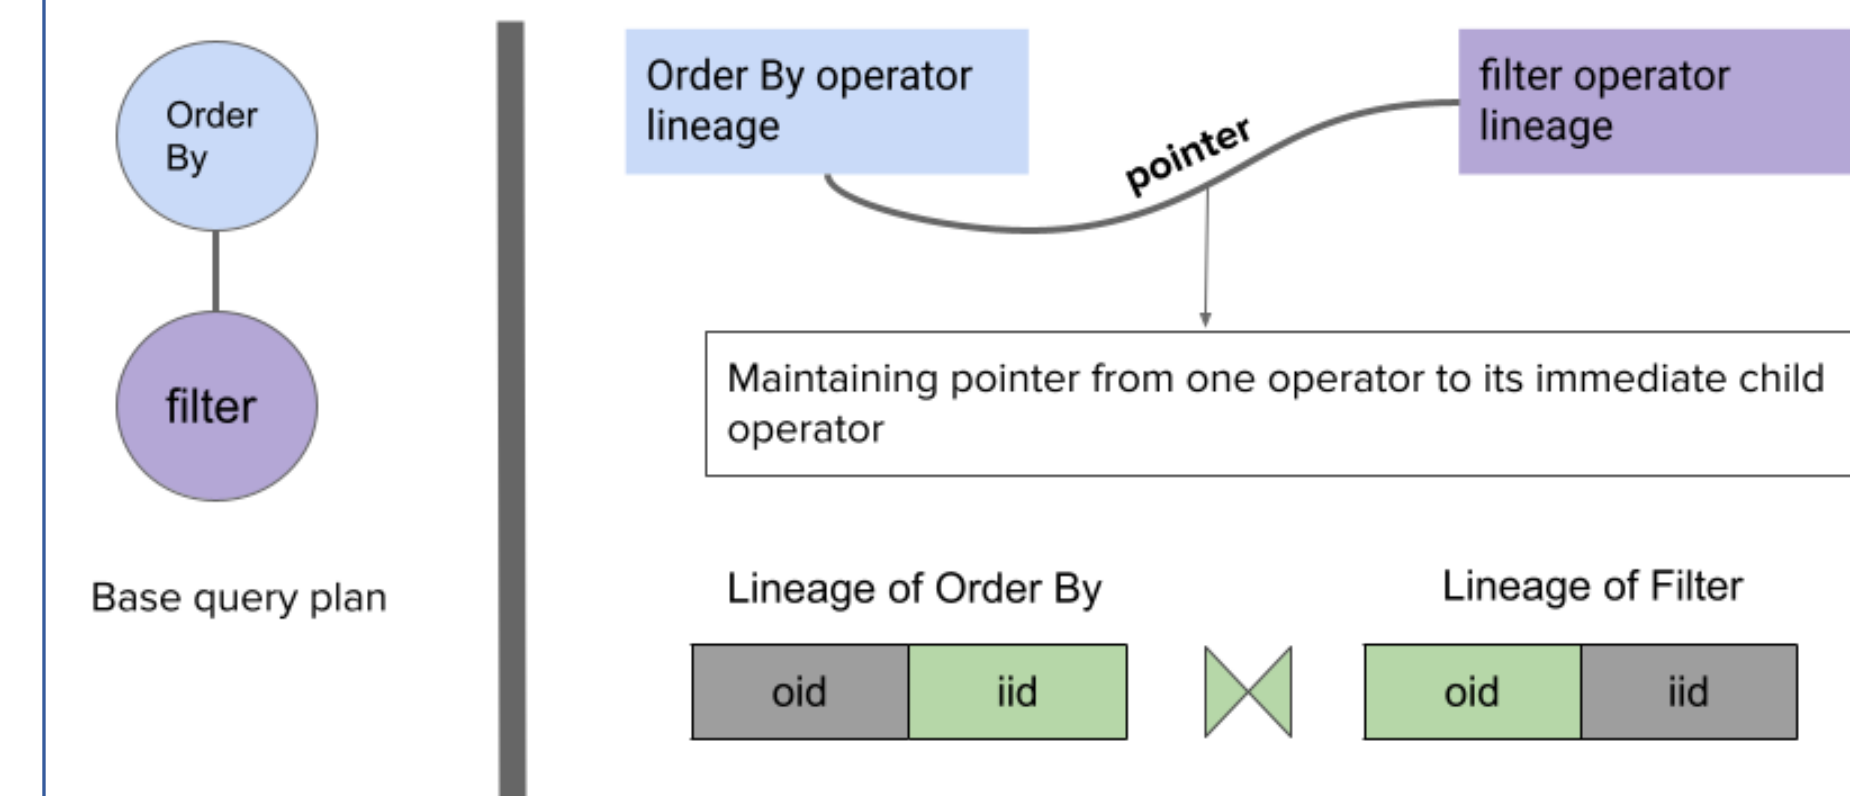 Order
By
filter
Base query plan
Order By operator
lineage
pointer
filter operator
lineage
Maintaining pointer from one operator to its immediate child
operator
Lineage of Order By
oid iid
Lineage of Filter
oid iid